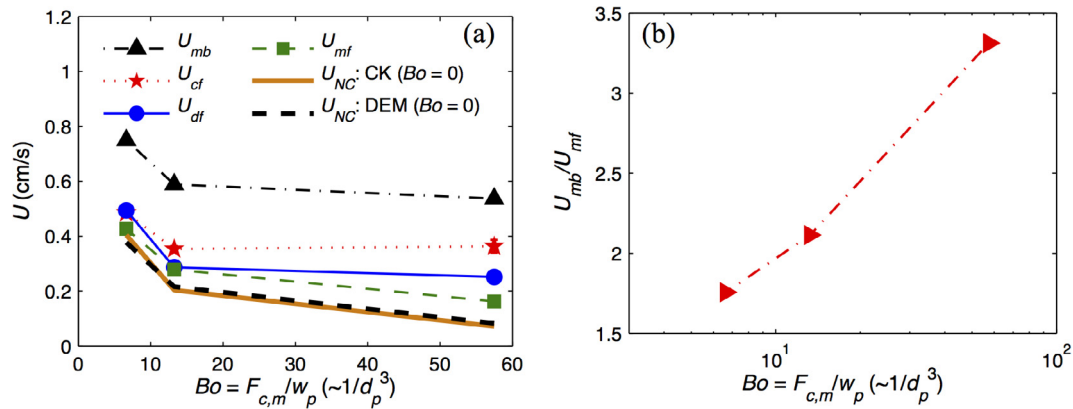 (a)
U_mb
U_mf
U_cf
U_NC: CK (Bo = 0)
U_df
U_NC: DEM (Bo = 0)
U (cm/s)
1.2
1
0.8
0.6
0.4
0.2
0
0 10 20 30 40 50 60
Bo = F_c,m/w_p (~1/d_p^3)
(b)
U_mb/U_mf
3.5
3
2.5
2
1.5
10^1 10^2
Bo = F_c,m/w_p (~1/d_p^3)